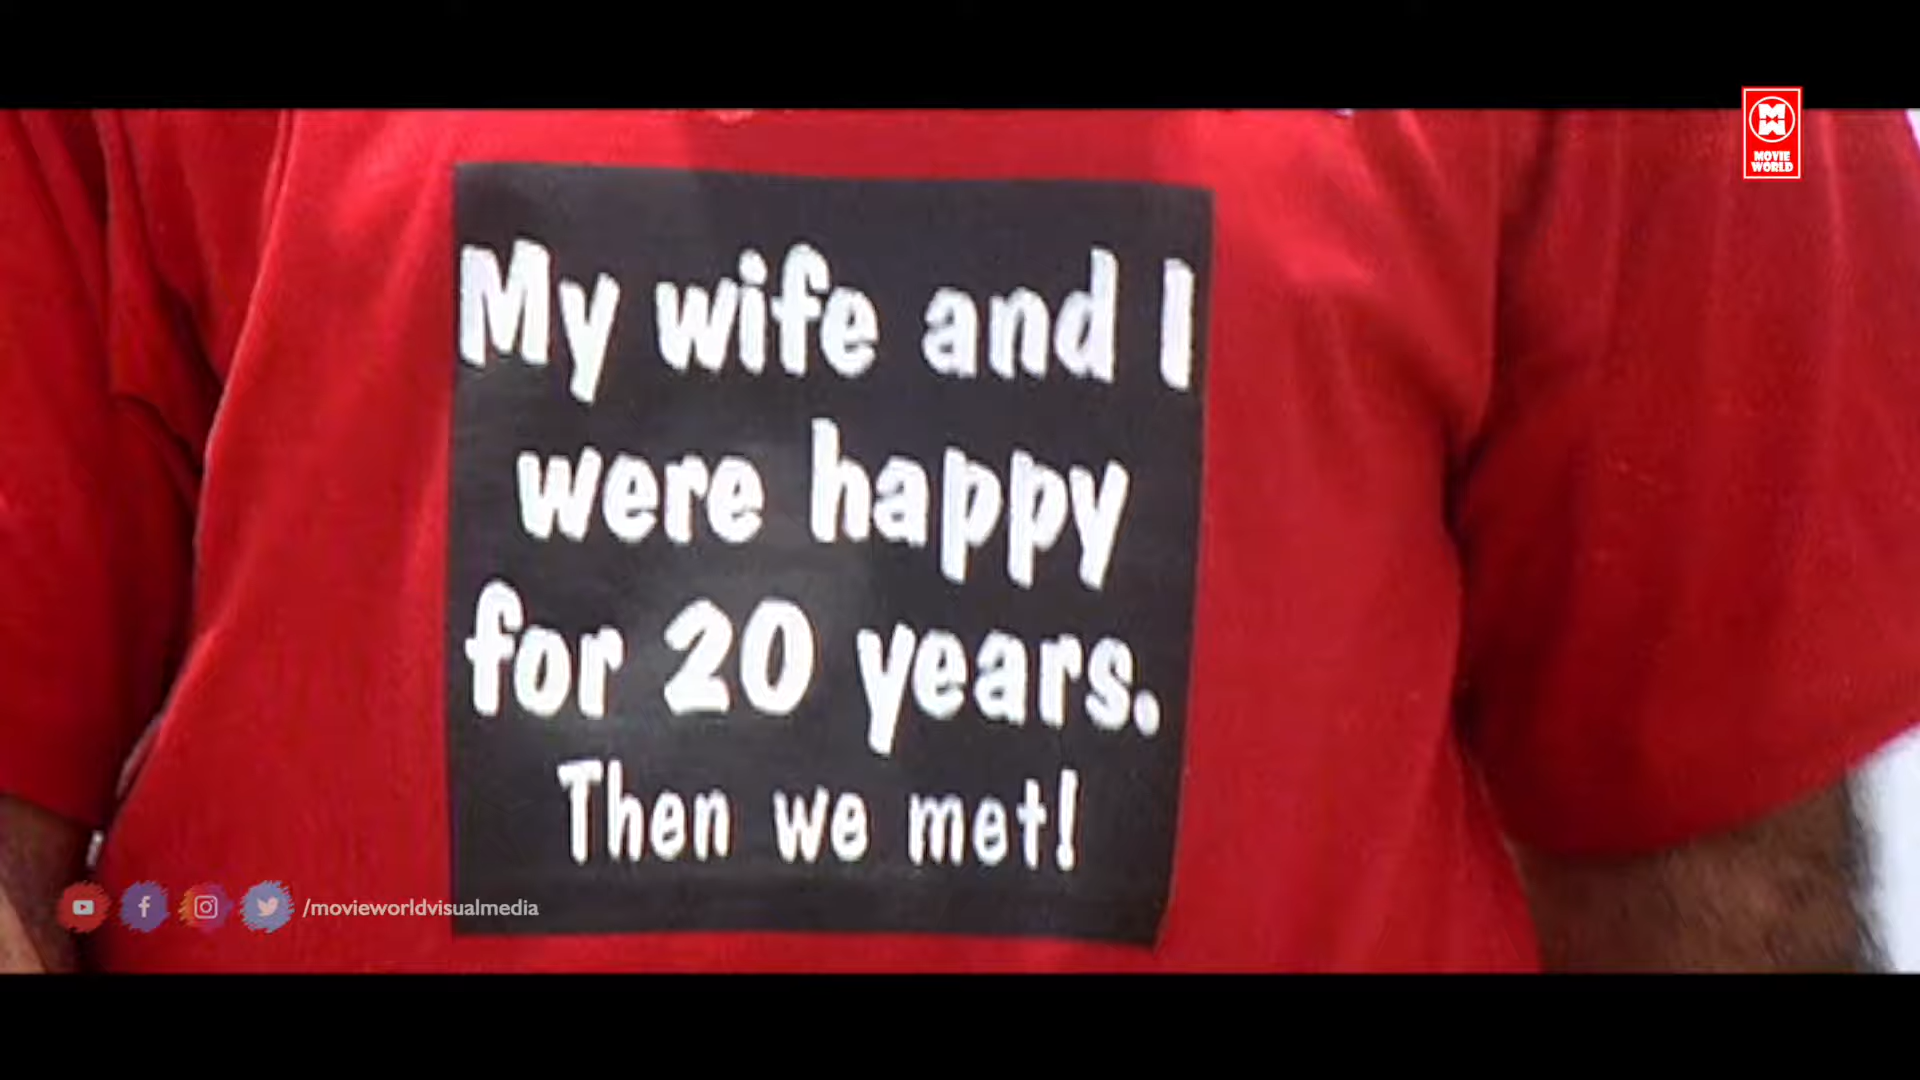 MOVIE
WORLD
My wife and I
were happy
for 20 years.
Then we met!
/movieworldvisualmedia